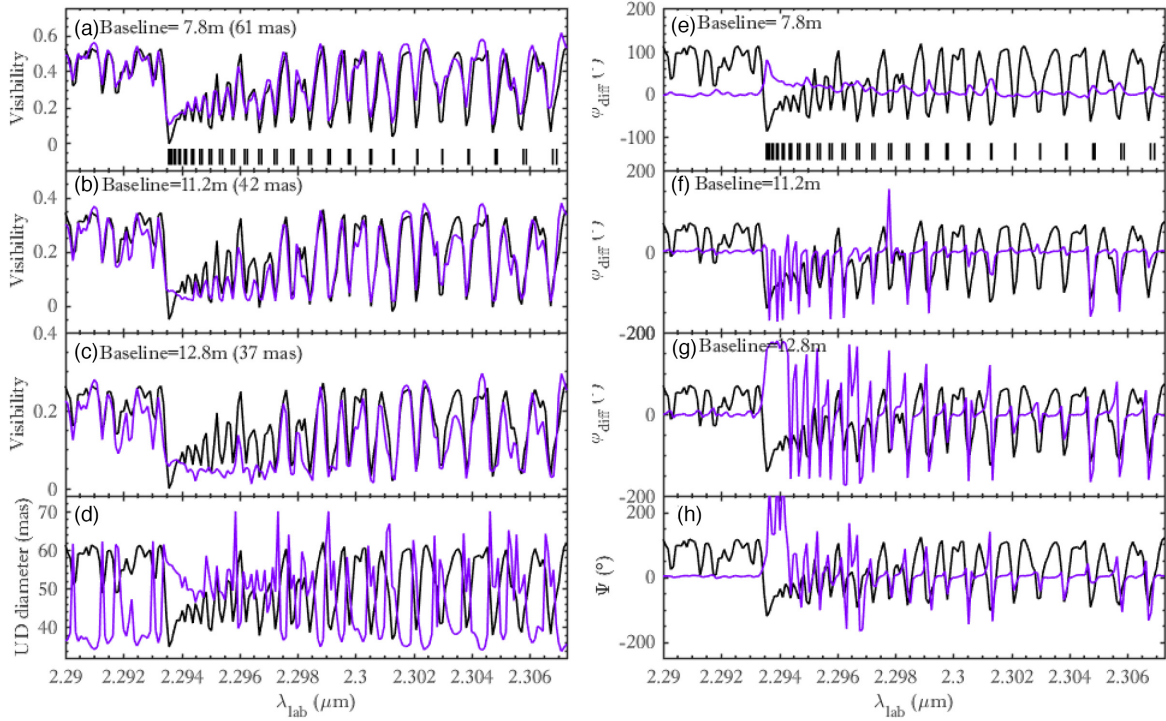 (a) Baseline= 7.8m (61 mas)
0.6
0.4
0.2
0
Visibility
(b) Baseline=11.2m (42 mas)
0.4
0.2
0
Visibility
(c) Baseline=12.8m (37 mas)
0.4
0.2
0
Visibility
(d)
70
60
50
40
UD diameter (mas)
2.29 2.292 2.294 2.296 2.298 2.3 2.302 2.304 2.306
λlab (μm)
(e) Baseline= 7.8m
200
100
0
-100
φdiff
(f) Baseline=11.2m
200
0
-200
φdiff
(g) Baseline=12.8m
200
0
-200
φdiff
(h)
200
0
-200
Ψ (°)
2.29 2.292 2.294 2.296 2.298 2.3 2.302 2.304 2.306
λlab (μm)